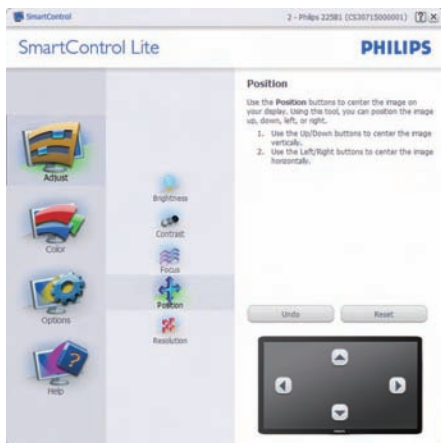 SmartControl
2 - Philips 225B1 (CS30715000001)
SmartControl Lite
PHILIPS
Adjust
Color
Options
Help
Brightness
Contrast
Focus
Position
Resolution
Position
Use the Position buttons to center the image on
your display. Using this tool, you can position the image
up, down, left, or right.
1. Use the Up/Down buttons to center the image
vertically.
2. Use the Left/Right buttons to center the image
horizontally.
Undo
Reset